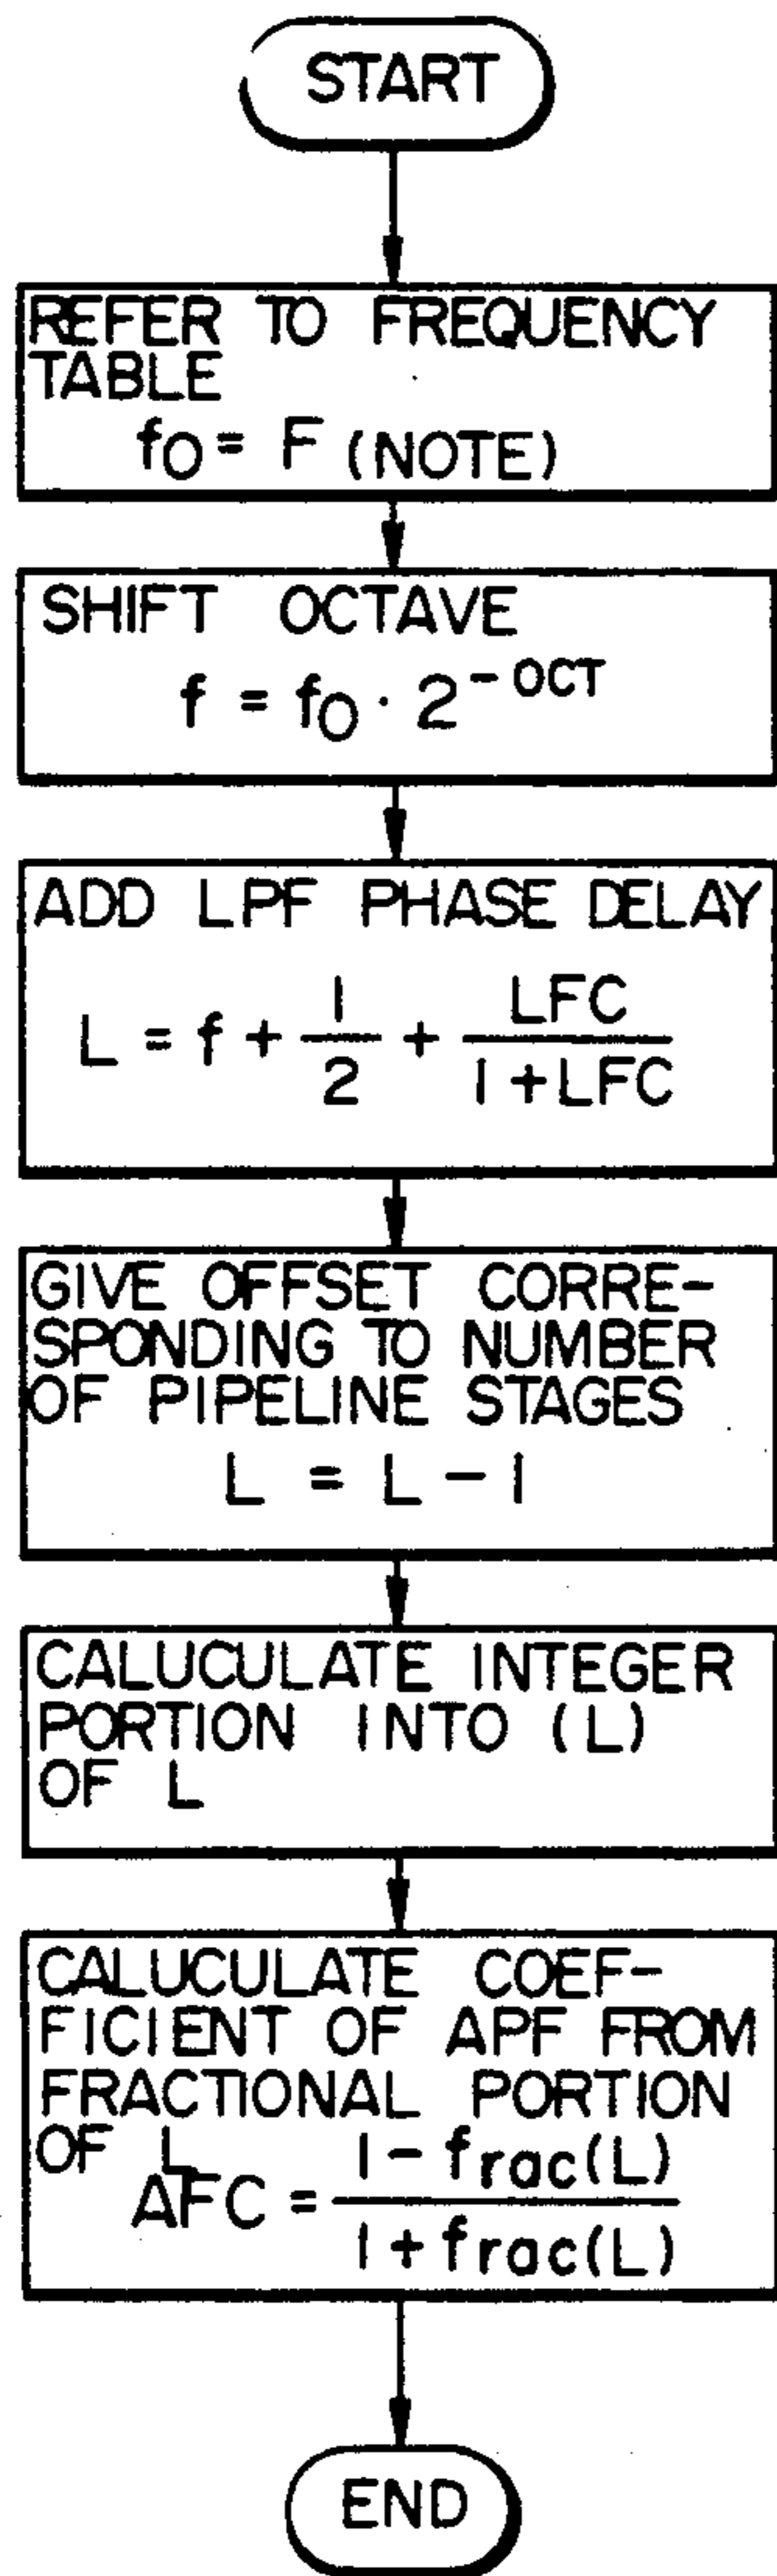 START
REFER TO FREQUENCY
TABLE
f0 = F (NOTE)
SHIFT OCTAVE
f = f0 · 2^-OCT
ADD LPF PHASE DELAY
L = f + 1/2 + LFC/(1+LFC)
GIVE OFFSET CORRE-
SPONDING TO NUMBER
OF PIPELINE STAGES
L = L - 1
CALUCULATE INTEGER
PORTION INTO (L)
OF L
CALUCULATE COEF-
FICIENT OF APF FROM
FRACTIONAL PORTION
OF L
AFC = (1 - frac(L))/(1 + frac(L))
END